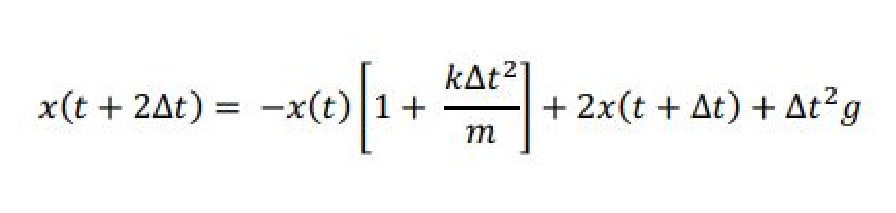 x(t + 2Δt) = −x(t)[1 + kΔt²/m] + 2x(t + Δt) + Δt²g